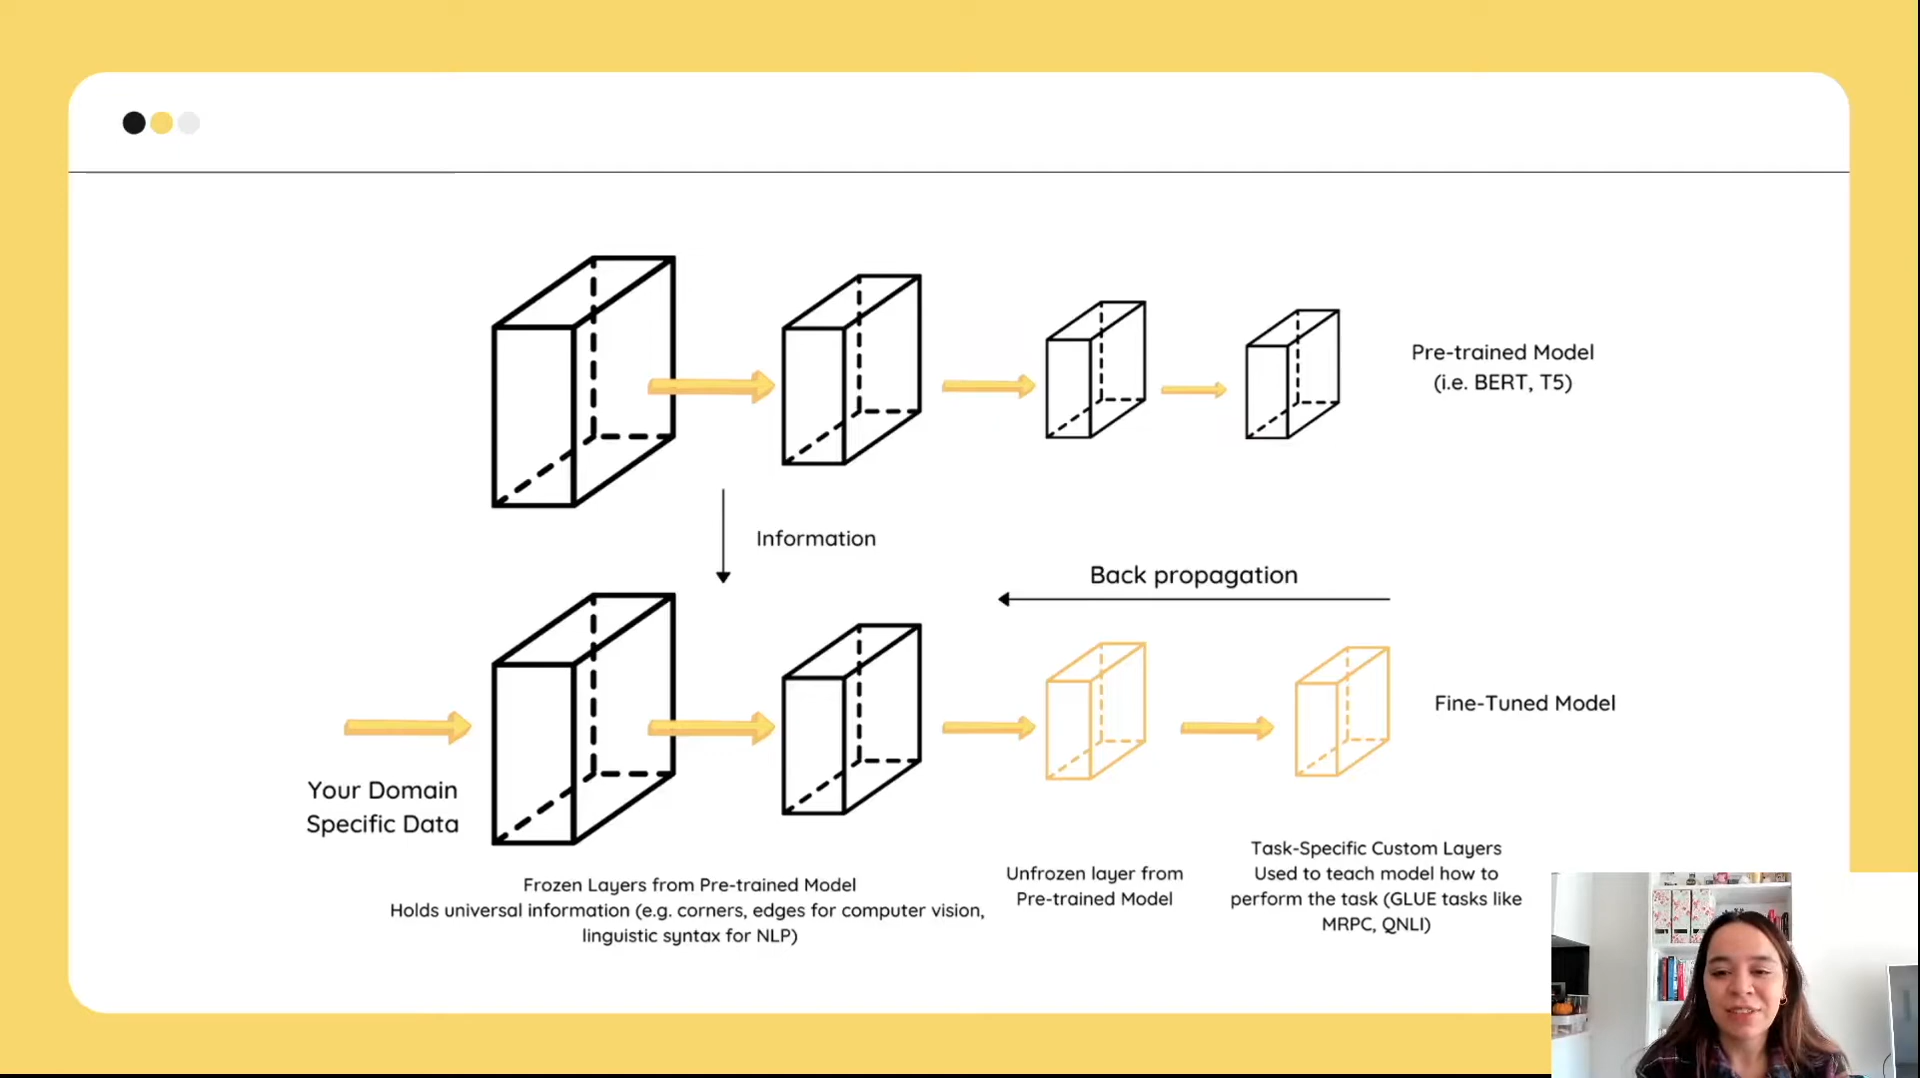 Pre-trained Model
(i.e. BERT, T5)
Information
Back propagation
Fine-Tuned Model
Your Domain
Specific Data
Frozen Layers from Pre-trained Model
Holds universal information (e.g. corners, edges for computer vision,
linguistic syntax for NLP)
Unfrozen layer from
Pre-trained Model
Task-Specific Custom Layers
Used to teach model how to
perform the task (GLUE tasks like
MRPC, QNLI)